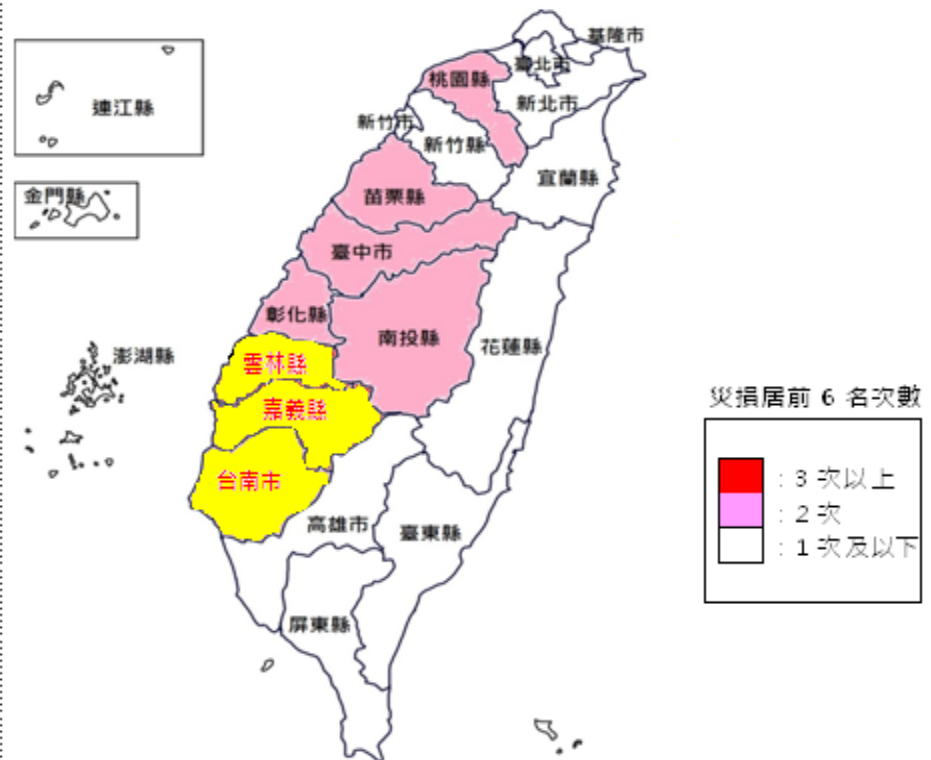 基隆市
臺北市
桃園縣
新北市
連江縣
新竹市
新竹縣
宜蘭縣
金門縣
苗栗縣
臺中市
彰化縣
南投縣
花蓮縣
澎湖縣
雲林縣
嘉義縣
台南市
高雄市
臺東縣
屏東縣
災損居前 6 名次數
：3 次以上
：2 次
：1 次及以下